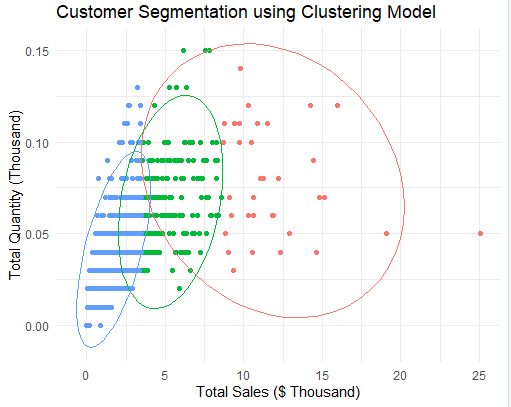 Customer Segmentation using Clustering Model
Total Quantity (Thousand)
0.15
0.10
0.05
0.00
0 5 10 15 20 25
Total Sales ($ Thousand)